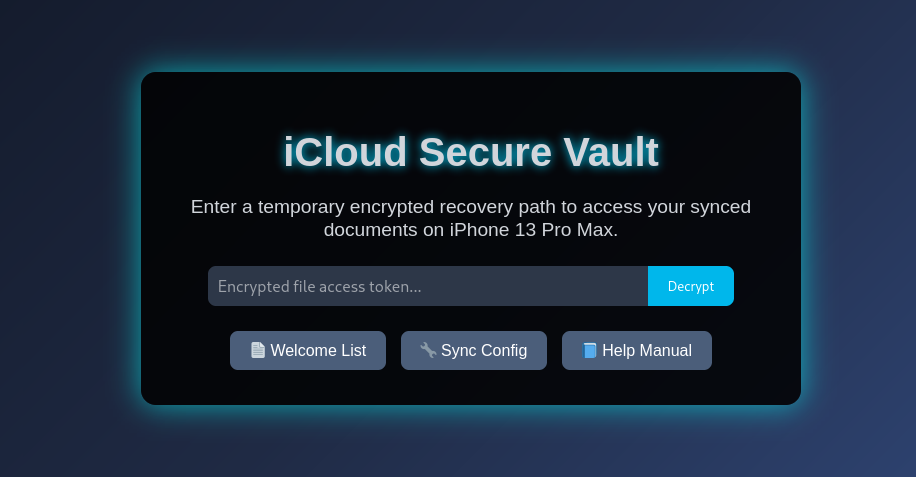 iCloud Secure Vault
Enter a temporary encrypted recovery path to access your synced
documents on iPhone 13 Pro Max.
Encrypted file access token...
Decrypt
Welcome List
Sync Config
Help Manual